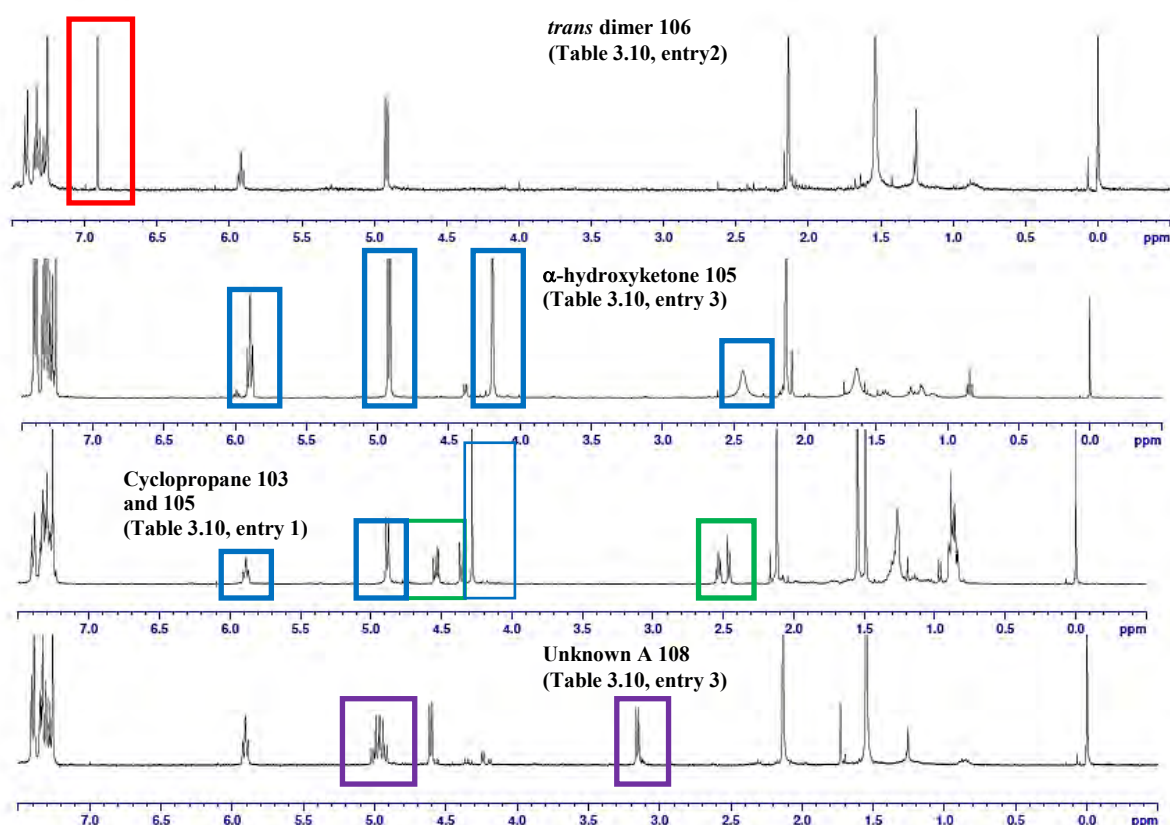 trans dimer 106
(Table 3.10, entry2)
7.0 6.5 6.0 5.5 5.0 4.5 4.0 3.5 3.0 2.5 2.0 1.5 1.0 0.5 0.0 ppm
α-hydroxyketone 105
(Table 3.10, entry 3)
7.0 6.5 6.0 5.5 5.0 4.5 4.0 3.5 3.0 2.5 2.0 1.5 1.0 0.5 0.0 ppm
Cyclopropane 103
and 105
(Table 3.10, entry 1)
7.0 6.5 6.0 5.5 5.0 4.5 4.0 3.5 3.0 2.5 2.0 1.5 1.0 0.5 0.0 ppm
Unknown A 108
(Table 3.10, entry 3)
7.0 6.5 6.0 5.5 5.0 4.5 4.0 3.5 3.0 2.5 2.0 1.5 1.0 0.5 0.0 ppm